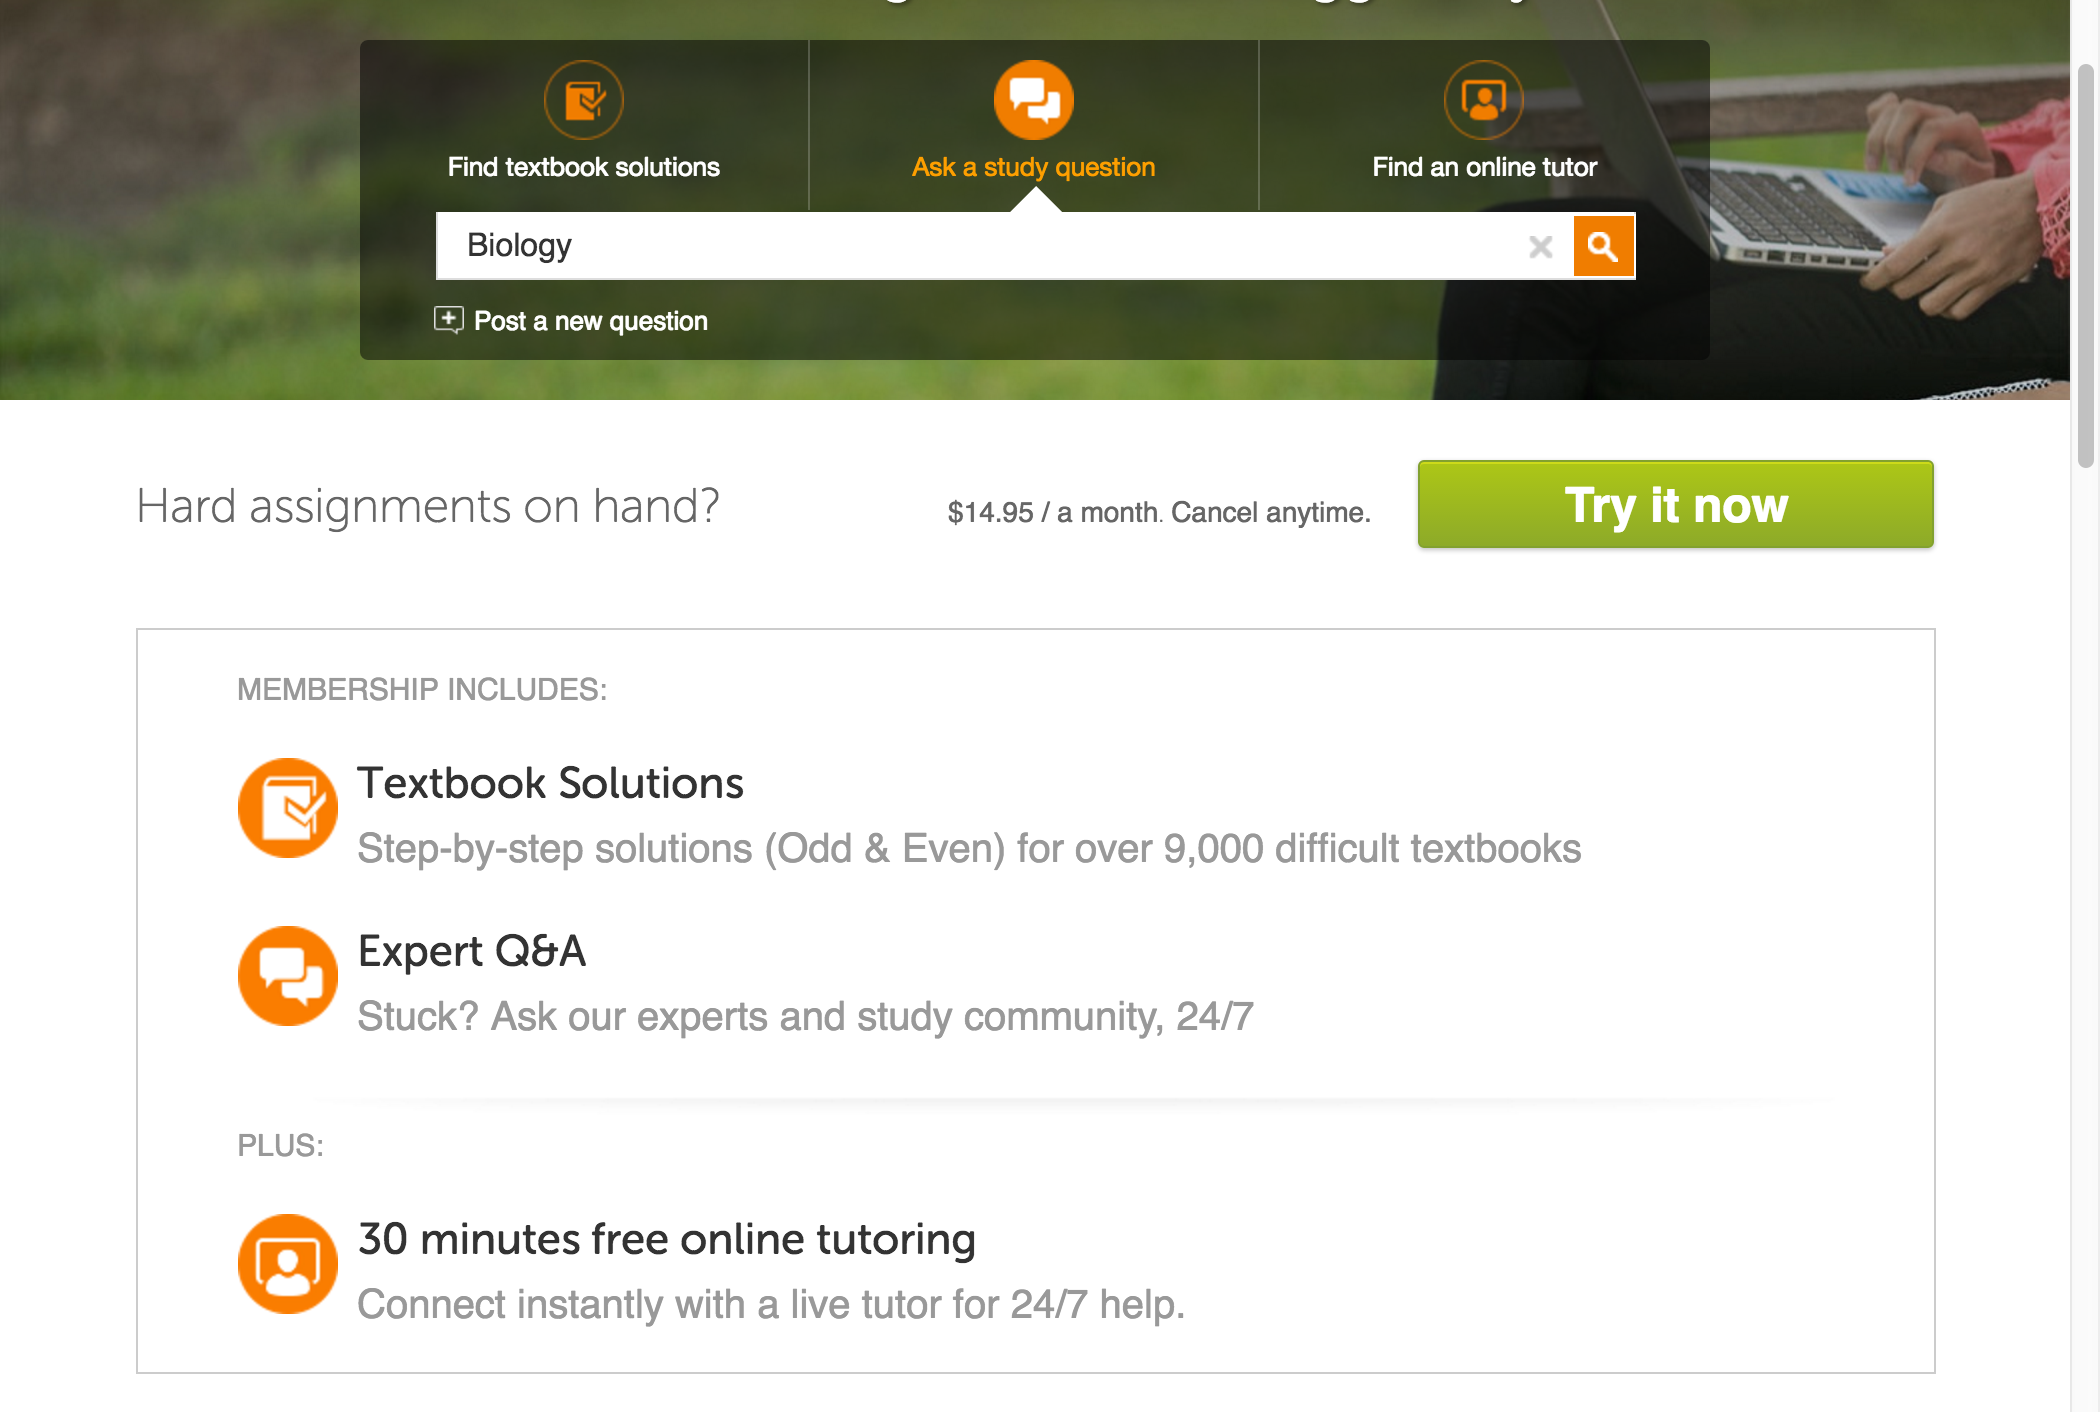 Find textbook solutions
Ask a study question
Find an online tutor
Biology
Post a new question
Hard assignments on hand?
$14.95 / a month. Cancel anytime.
Try it now
MEMBERSHIP INCLUDES:
Textbook Solutions
Step-by-step solutions (Odd & Even) for over 9,000 difficult textbooks
Expert Q&A
Stuck? Ask our experts and study community, 24/7
PLUS:
30 minutes free online tutoring
Connect instantly with a live tutor for 24/7 help.